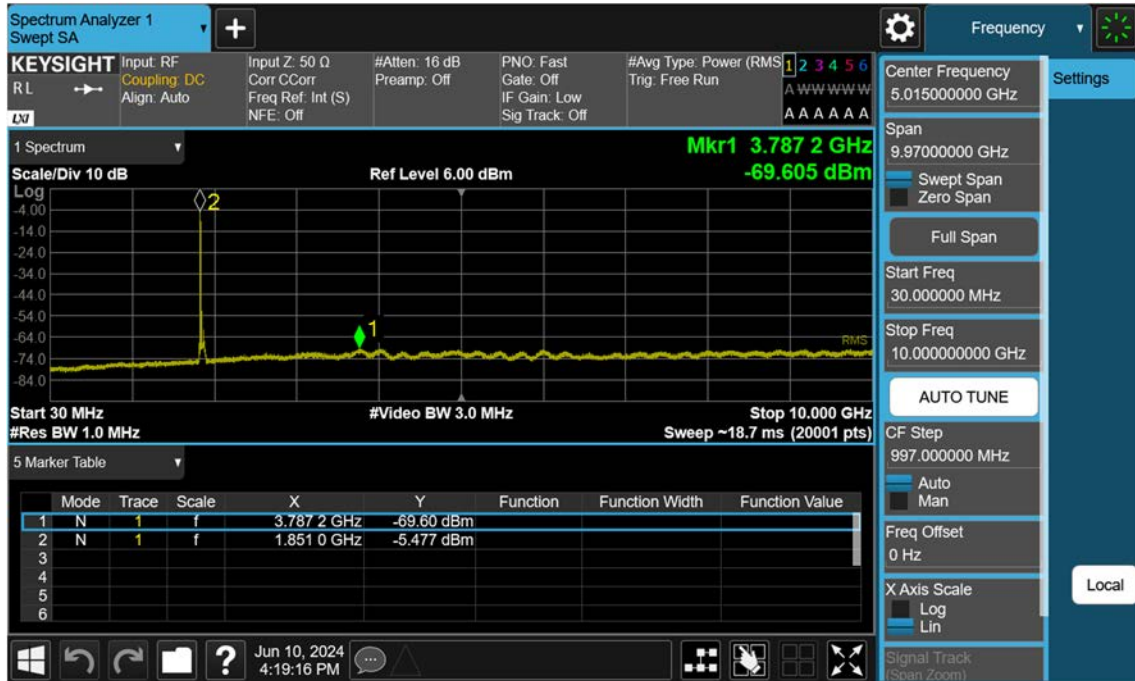 Spectrum Analyzer 1
Swept SA
Frequency
KEYSIGHT
R L
LXI
Input: RF
Coupling: DC
Align: Auto
Input Z: 50 Ω
Corr CCorr
Freq Ref: Int (S)
NFE: Off
#Atten: 16 dB
Preamp: Off
PNO: Fast
Gate: Off
IF Gain: Low
Sig Track: Off
#Avg Type: Power (RMS
Trig: Free Run
1 2 3 4 5 6
A W W W W W
A A A A A A
1 Spectrum
Mkr1 3.787 2 GHz
-69.605 dBm
Scale/Div 10 dB
Ref Level 6.00 dBm
Log
-4.00
-14.0
-24.0
-34.0
-44.0
-54.0
-64.0
-74.0
-84.0
2
1
RMS
Start 30 MHz
#Video BW 3.0 MHz
Stop 10.000 GHz
#Res BW 1.0 MHz
Sweep ~18.7 ms (20001 pts)
5 Marker Table
Mode Trace Scale X Y Function Function Width Function Value
1 N 1 f 3.787 2 GHz -69.60 dBm
2 N 1 f 1.851 0 GHz -5.477 dBm
3
4
5
6
Jun 10, 2024
4:19:16 PM
Center Frequency
5.015000000 GHz
Span
9.97000000 GHz
Swept Span
Zero Span
Full Span
Start Freq
30.000000 MHz
Stop Freq
10.000000000 GHz
AUTO TUNE
CF Step
997.000000 MHz
Auto
Man
Freq Offset
0 Hz
X Axis Scale
Log
Lin
Signal Track
(Span Zoom)
Settings
Local